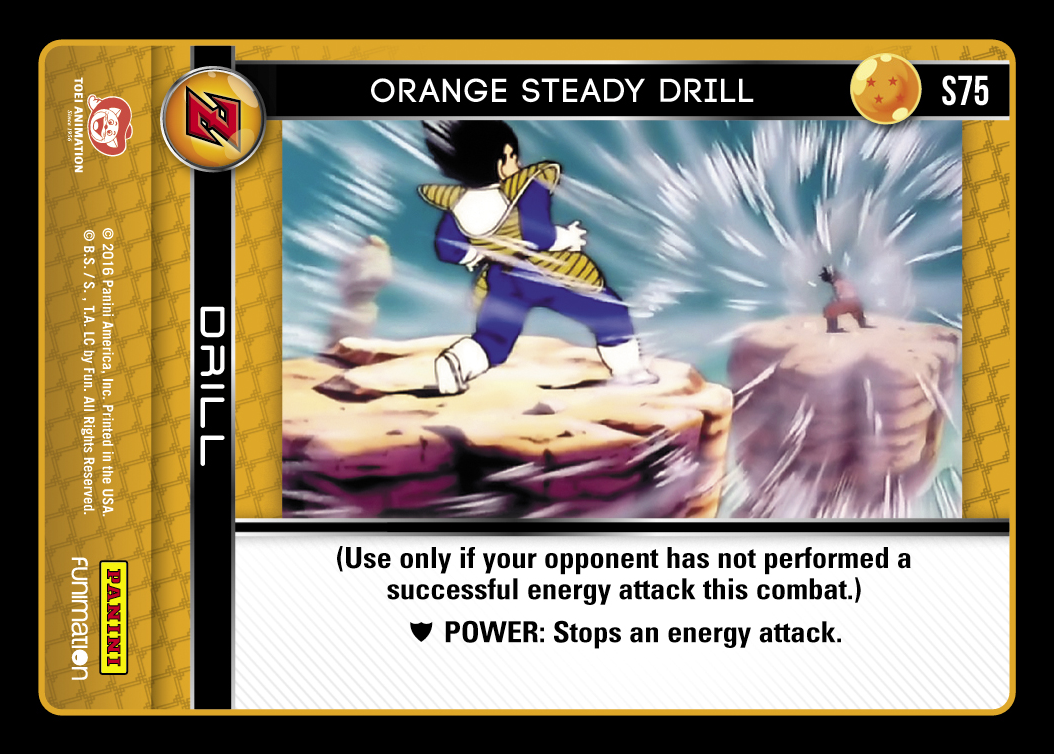 ORANGE STEADY DRILL
S75
DRILL
(Use only if your opponent has not performed a
successful energy attack this combat.)
POWER: Stops an energy attack.
TOEI ANIMATION
Since 1956
© 2016 Panini America, Inc. Printed in the USA.
© B.S. / S. , T.A. LC by Fun. All Rights Reserved.
PANINI
FUNIMATION